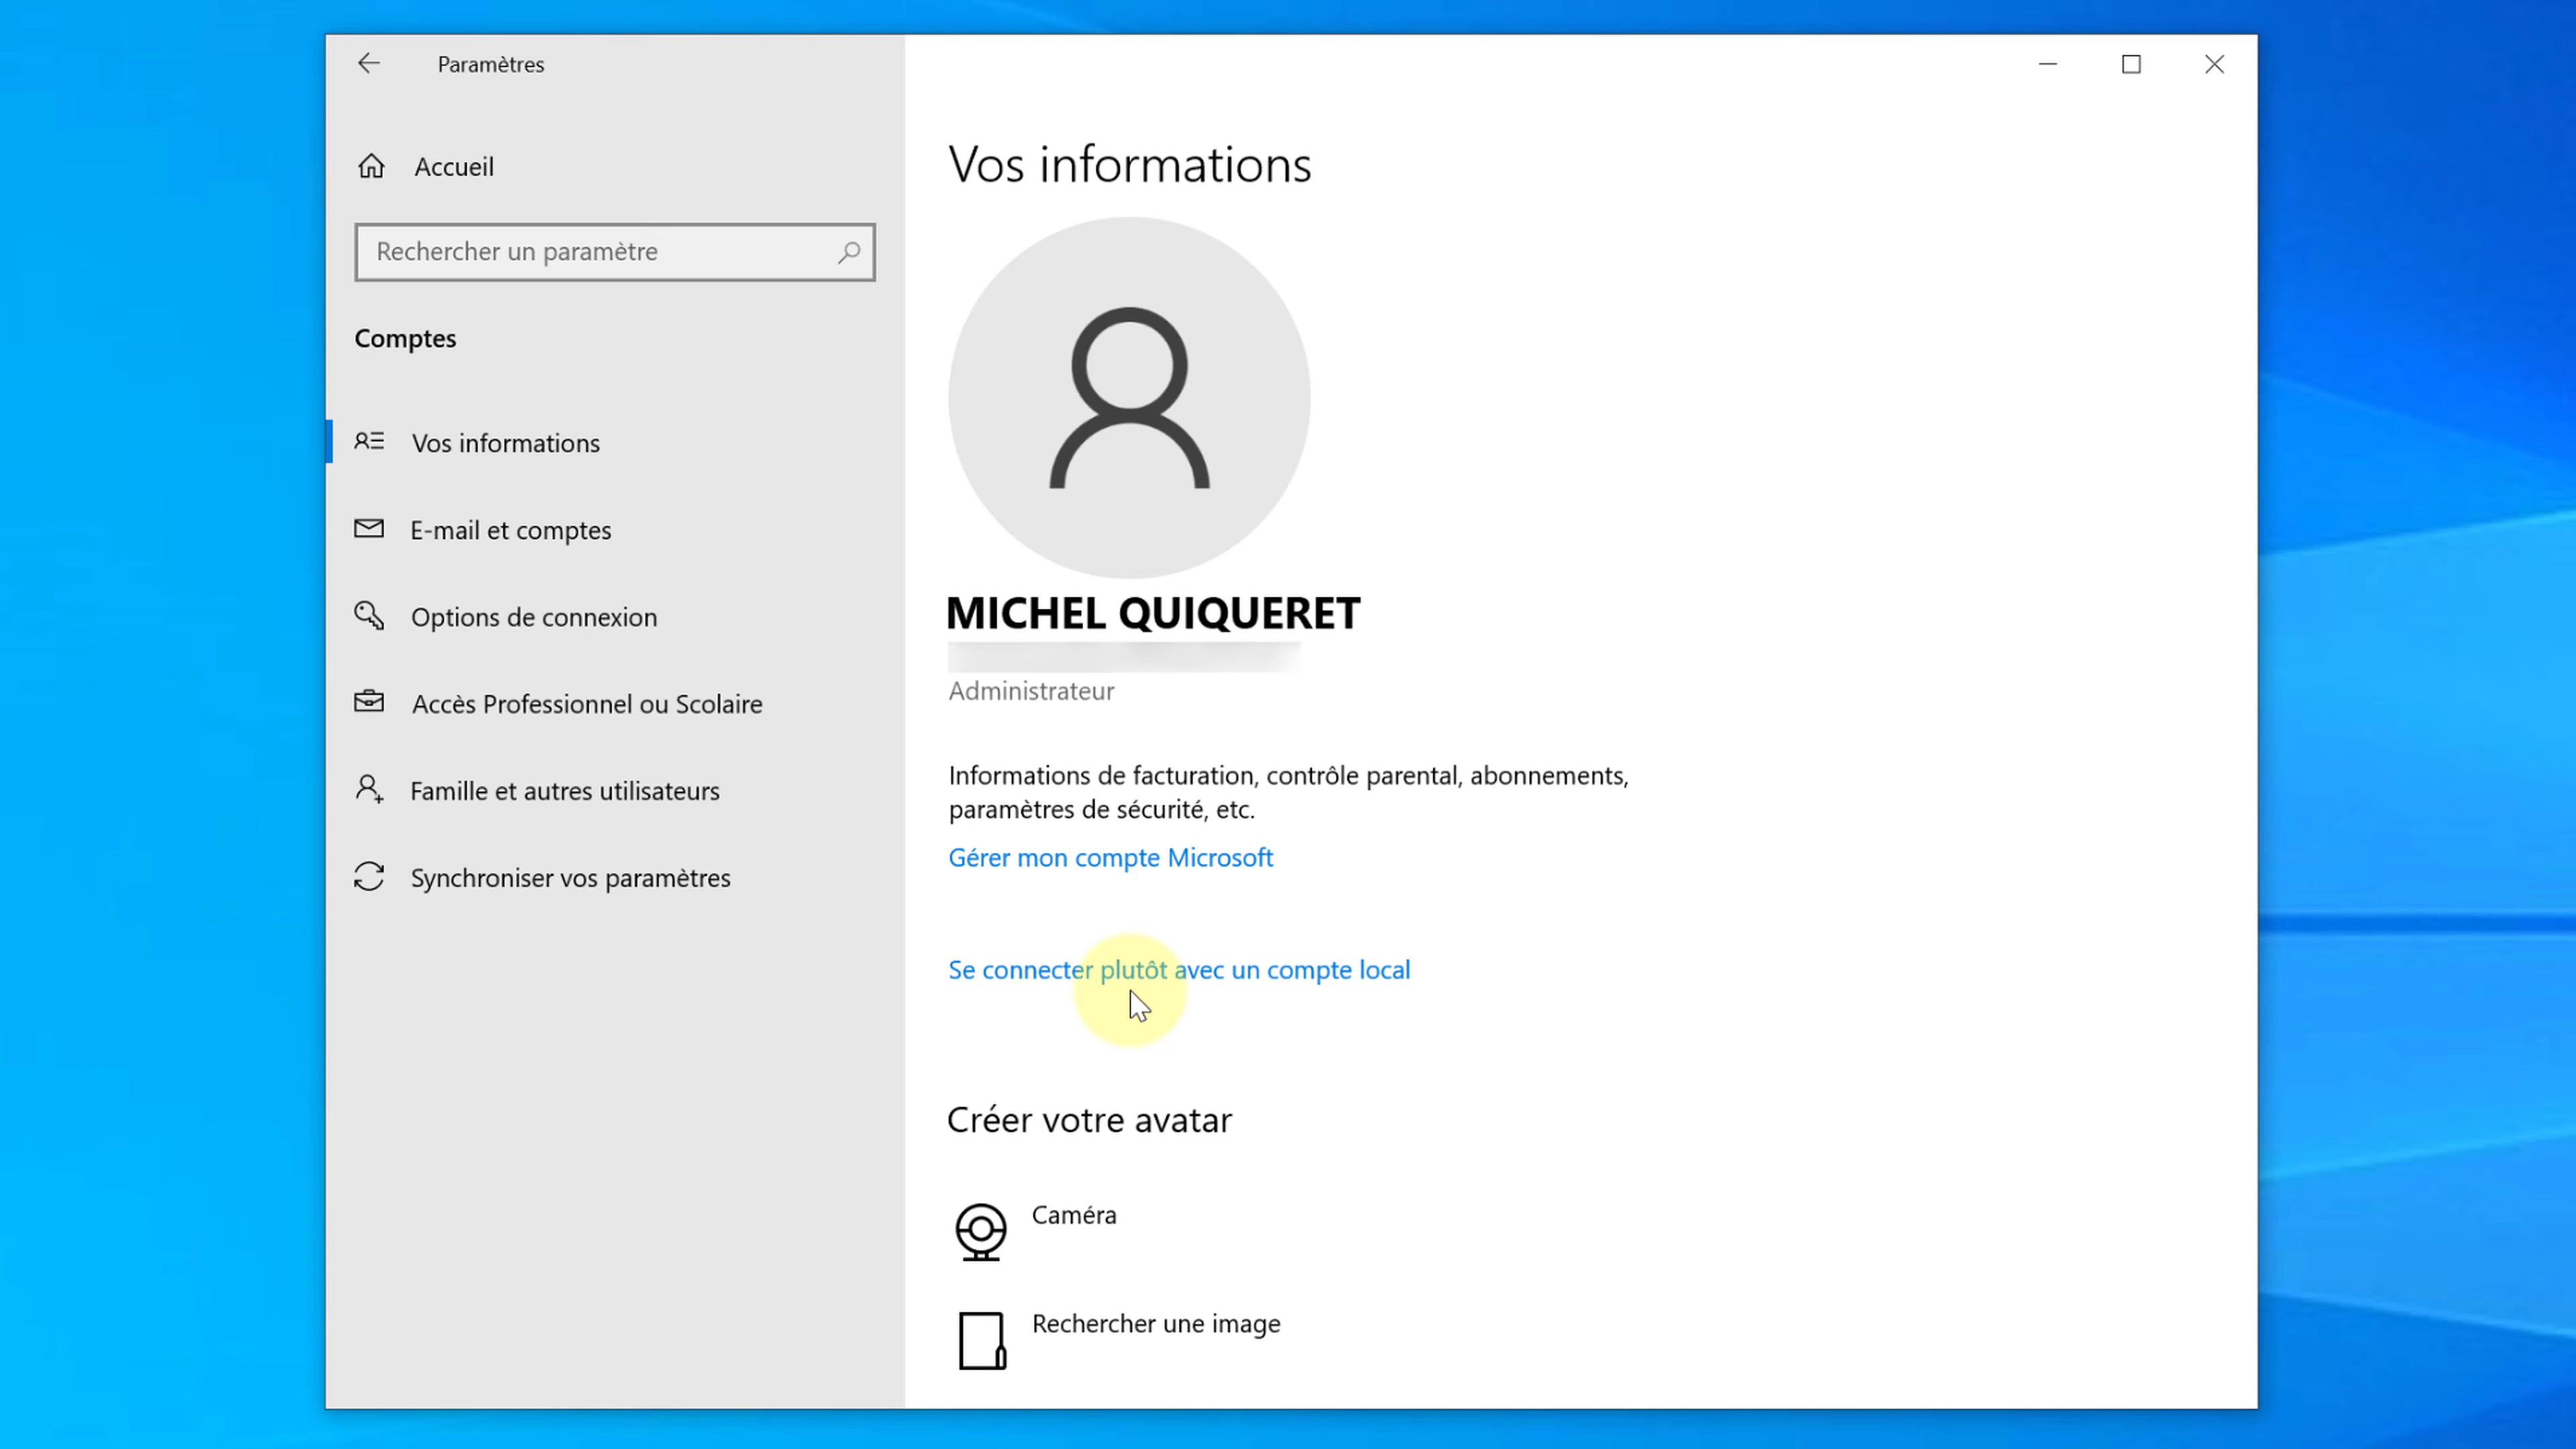 Paramètres
Accueil
Rechercher un paramètre
Comptes
Vos informations
E-mail et comptes
Options de connexion
Accès Professionnel ou Scolaire
Famille et autres utilisateurs
Synchroniser vos paramètres
Vos informations
MICHEL QUIQUERET
Administrateur
Informations de facturation, contrôle parental, abonnements,
paramètres de sécurité, etc.
Gérer mon compte Microsoft
Se connecter plutôt avec un compte local
Créer votre avatar
Caméra
Rechercher une image